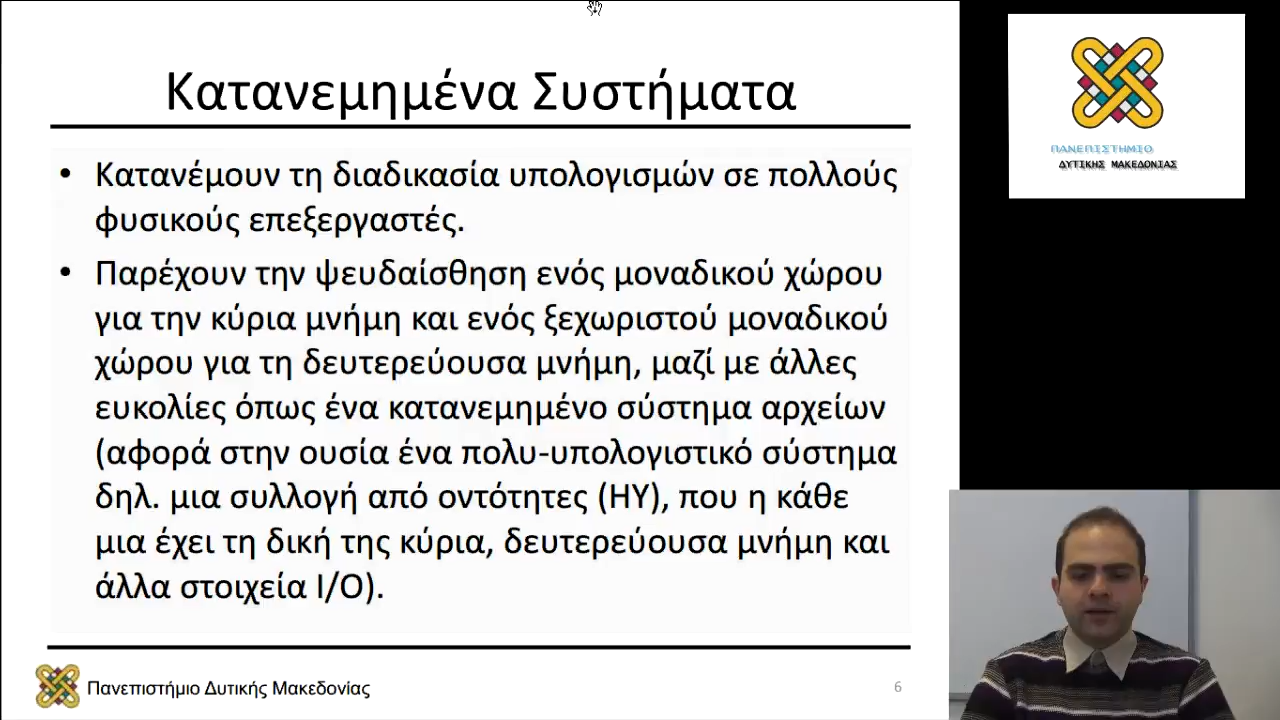 Κατανεμημένα Συστήματα
• Κατανέμουν τη διαδικασία υπολογισμών σε πολλούς
φυσικούς επεξεργαστές.
• Παρέχουν την ψευδαίσθηση ενός μοναδικού χώρου
για την κύρια μνήμη και ενός ξεχωριστού μοναδικού
χώρου για τη δευτερεύουσα μνήμη, μαζί με άλλες
ευκολίες όπως ένα κατανεμημένο σύστημα αρχείων
(αφορά στην ουσία ένα πολυ-υπολογιστικό σύστημα
δηλ. μια συλλογή από οντότητες (ΗΥ), που η κάθε
μια έχει τη δική της κύρια, δευτερεύουσα μνήμη και
άλλα στοιχεία I/O).
Πανεπιστήμιο Δυτικής Μακεδονίας
6
ΠΑΝΕΠΙΣΤΗΜΙΟ
ΔΥΤΙΚΗΣ ΜΑΚΕΔΟΝΙΑΣ